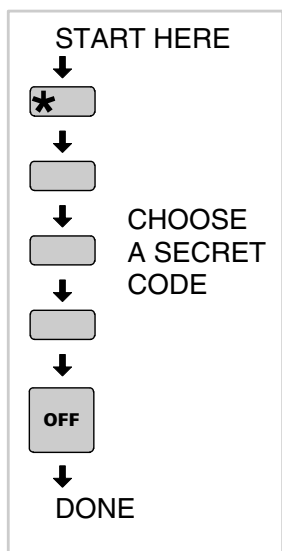 START HERE
*
CHOOSE
A SECRET
CODE
OFF
DONE